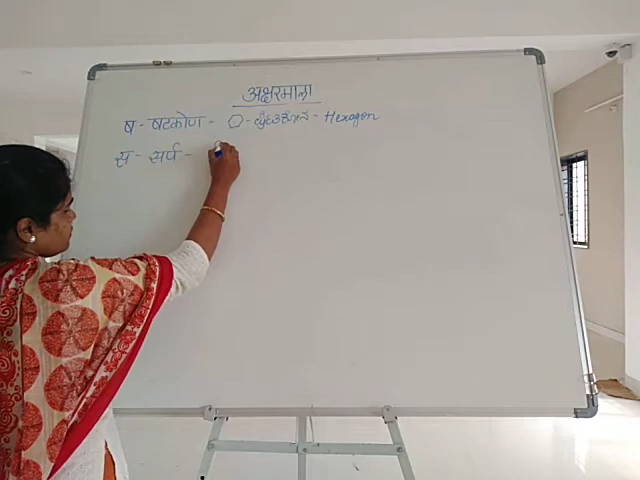 अक्षरमाला
ष - षटकोण - - Hexagon
स - सर्प -